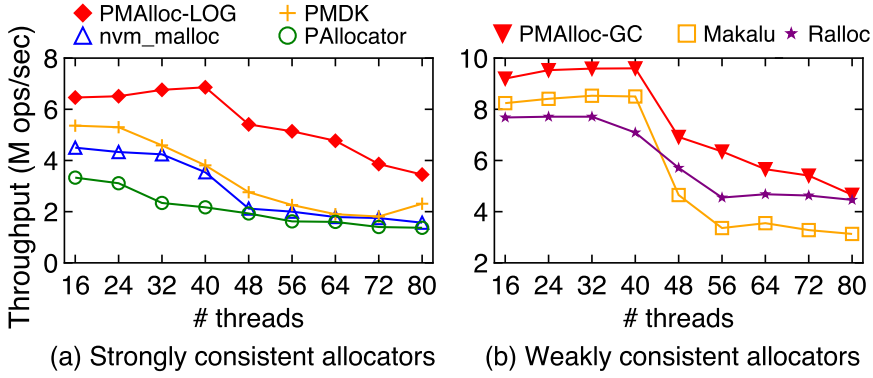 PMAlloc-LOG PMDK
nvm_malloc PAllocator
PMAlloc-GC Makalu Ralloc
Throughput (M ops/sec)
8
6
4
2
0
16 24 32 40 48 56 64 72 80
# threads
(a) Strongly consistent allocators
10
8
6
4
2
16 24 32 40 48 56 64 72 80
# threads
(b) Weakly consistent allocators